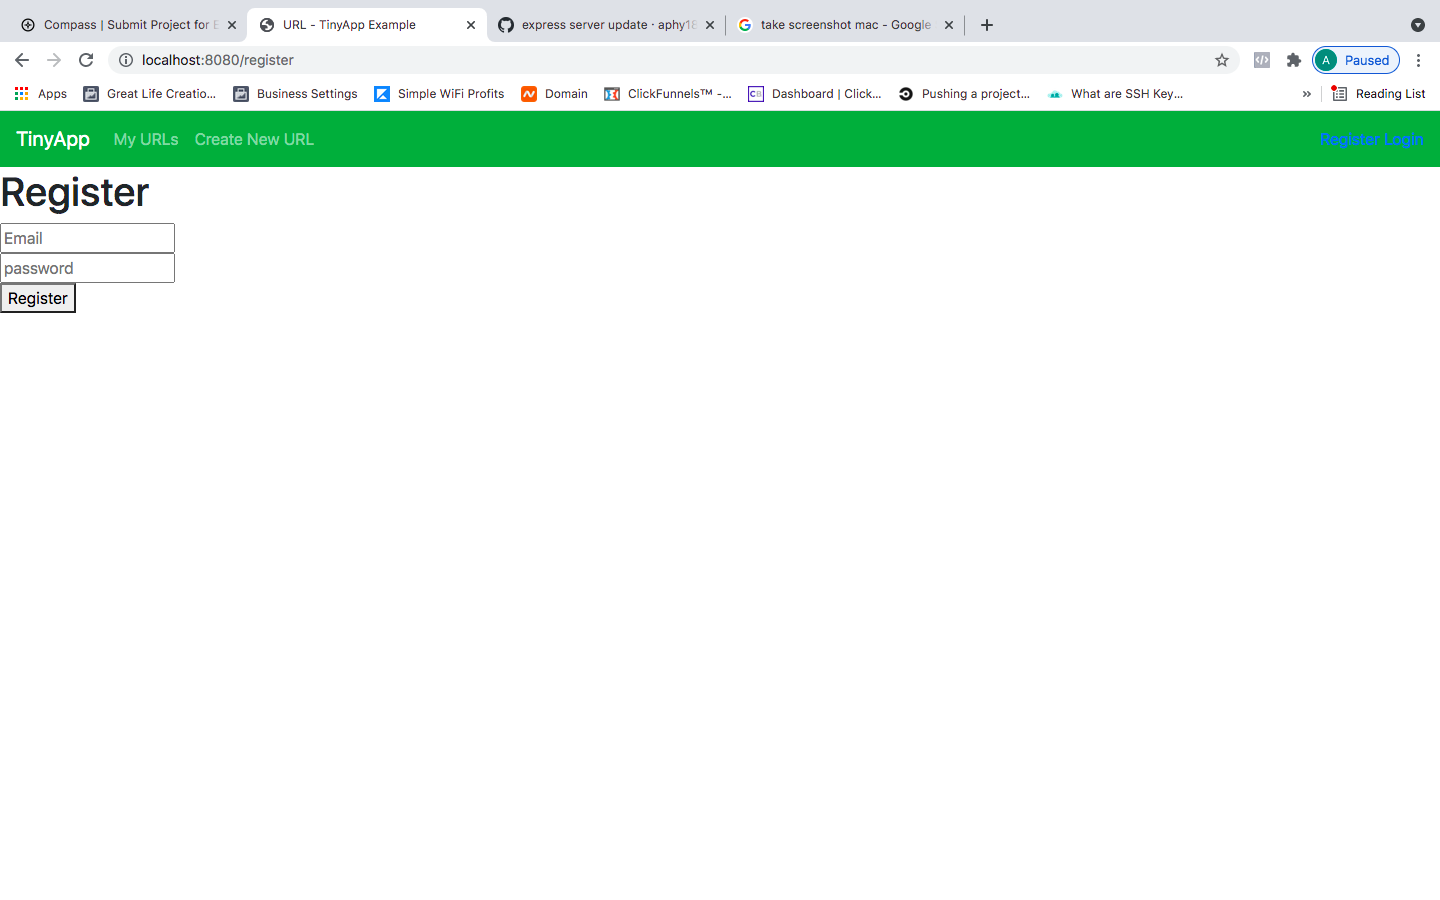 Compass | Submit Project for E
URL - TinyApp Example
express server update · aphy18
take screenshot mac - Google
localhost:8080/register
A
Paused
Apps
Great Life Creatio...
Business Settings
Simple WiFi Profits
Domain
ClickFunnels™ -...
CB
Dashboard | Click...
Pushing a project...
What are SSH Key...
»
Reading List
TinyApp
My URLs
Create New URL
Register Login
Register
Email
password
Register